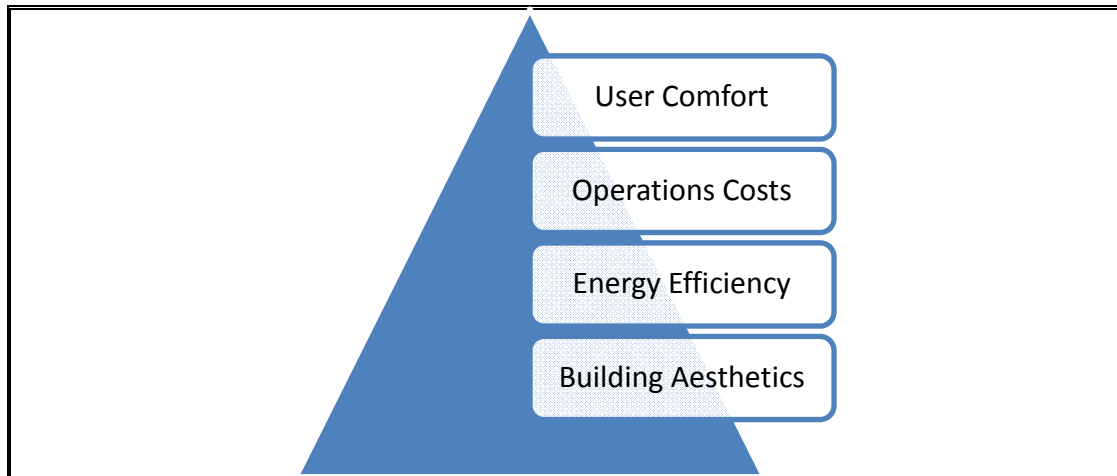 User Comfort
Operations Costs
Energy Efficiency
Building Aesthetics